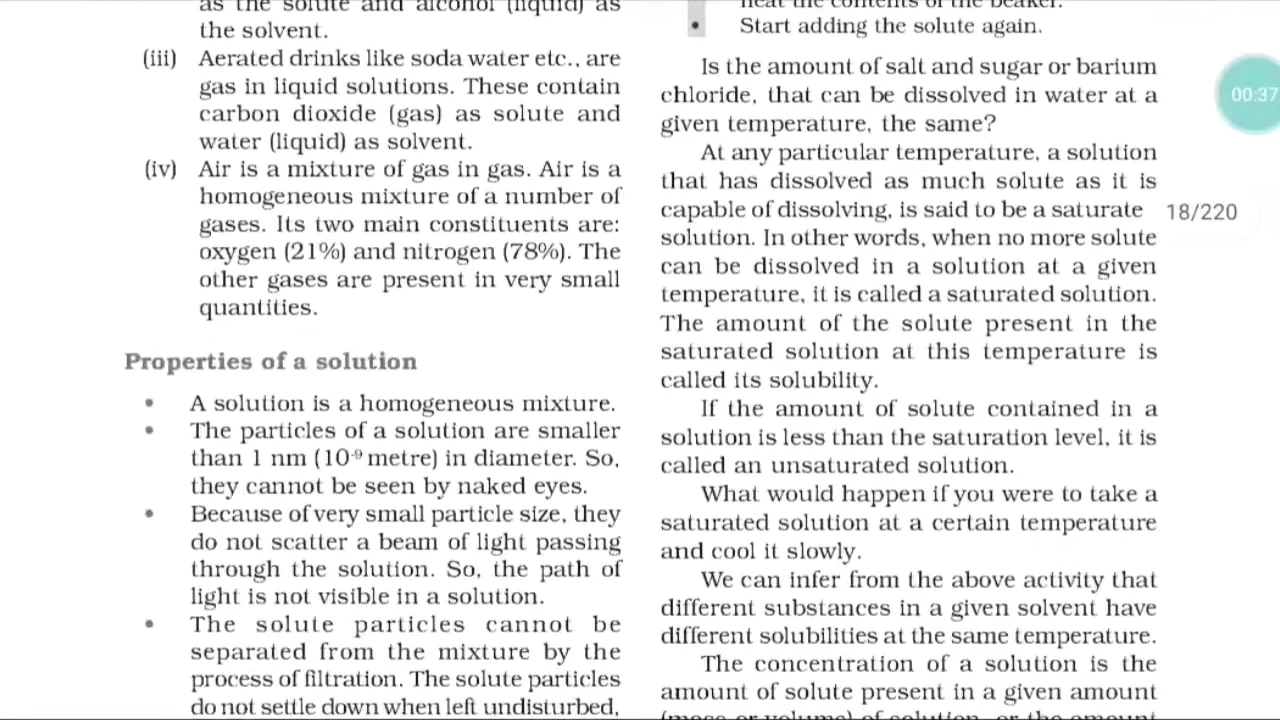 as the solute and alcohol (liquid) as
the solvent.
(iii) Aerated drinks like soda water etc., are
gas in liquid solutions. These contain
carbon dioxide (gas) as solute and
water (liquid) as solvent.
(iv) Air is a mixture of gas in gas. Air is a
homogeneous mixture of a number of
gases. Its two main constituents are:
oxygen (21%) and nitrogen (78%). The
other gases are present in very small
quantities.
Properties of a solution
• A solution is a homogeneous mixture.
• The particles of a solution are smaller
than 1 nm (10⁻⁹ metre) in diameter. So,
they cannot be seen by naked eyes.
• Because of very small particle size, they
do not scatter a beam of light passing
through the solution. So, the path of
light is not visible in a solution.
• The solute particles cannot be
separated from the mixture by the
process of filtration. The solute particles
do not settle down when left undisturbed,
heat the contents of the beaker.
• Start adding the solute again.
Is the amount of salt and sugar or barium
chloride, that can be dissolved in water at a
given temperature, the same?
At any particular temperature, a solution
that has dissolved as much solute as it is
capable of dissolving, is said to be a saturate
solution. In other words, when no more solute
can be dissolved in a solution at a given
temperature, it is called a saturated solution.
The amount of the solute present in the
saturated solution at this temperature is
called its solubility.
If the amount of solute contained in a
solution is less than the saturation level, it is
called an unsaturated solution.
What would happen if you were to take a
saturated solution at a certain temperature
and cool it slowly.
We can infer from the above activity that
different substances in a given solvent have
different solubilities at the same temperature.
The concentration of a solution is the
amount of solute present in a given amount
(mass or volume) of solution, or the amount
00:37
18/220